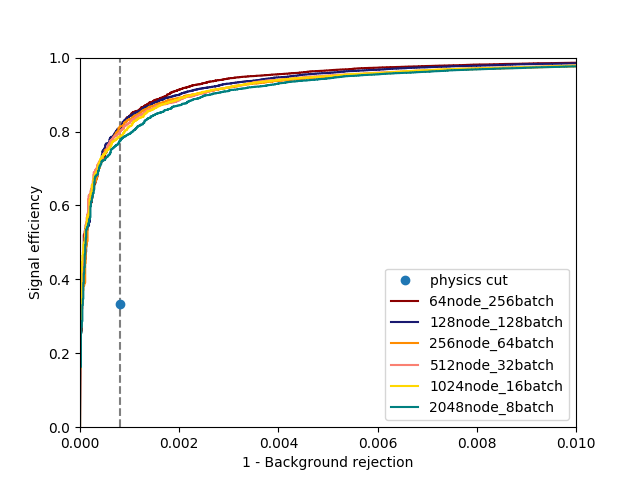 1.0
0.8
0.6
0.4
0.2
0.0
Signal efficiency
physics cut
64node_256batch
128node_128batch
256node_64batch
512node_32batch
1024node_16batch
2048node_8batch
0.000 0.002 0.004 0.006 0.008 0.010
1 - Background rejection